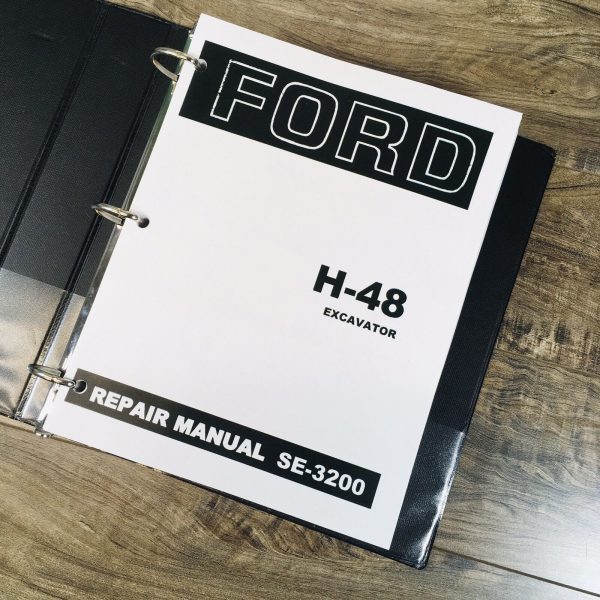 FORD
H-48
EXCAVATOR
REPAIR MANUAL SE-3200